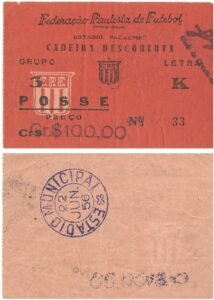 Federação Paulista de Futebol
ESTADIO PACAEMBÚ
CADEIRA DESCOBERTA
GRUPO
LETRA
3
K
POSSE
Nº 33
PREÇO
Cr$100,00
ESTADIO MUNICIPAL
22 JUN. 56